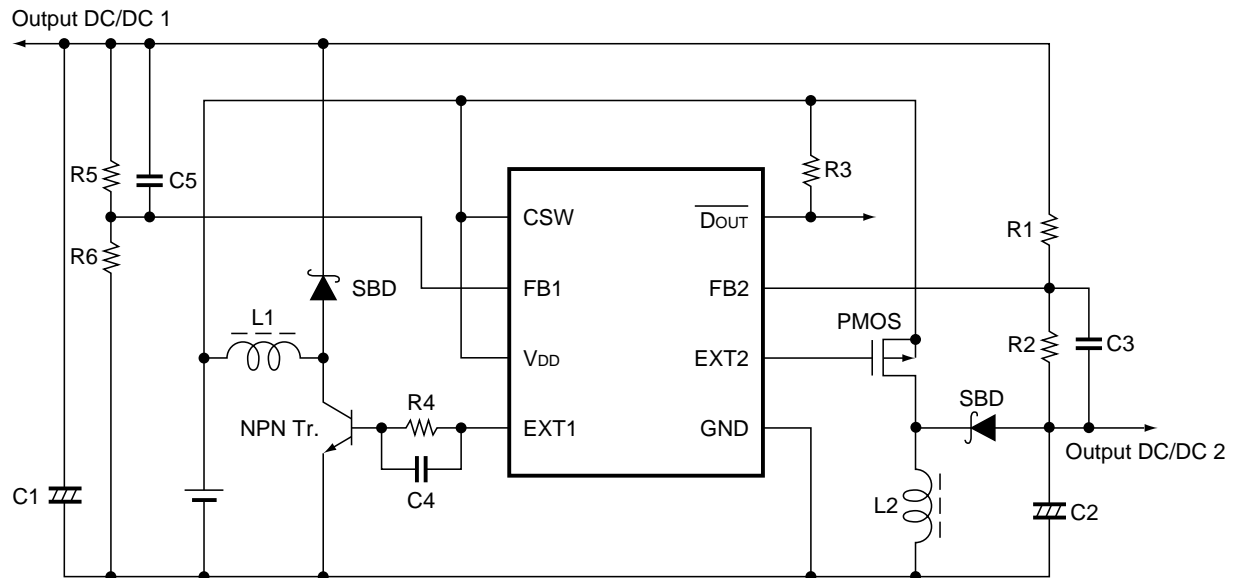 Output DC/DC 1
R5
C5
R3
CSW
DOUT
R1
R6
SBD
FB1
FB2
L1
PMOS
VDD
EXT2
R2
C3
R4
SBD
NPN Tr.
EXT1
GND
Output DC/DC 2
C1
C4
L2
C2